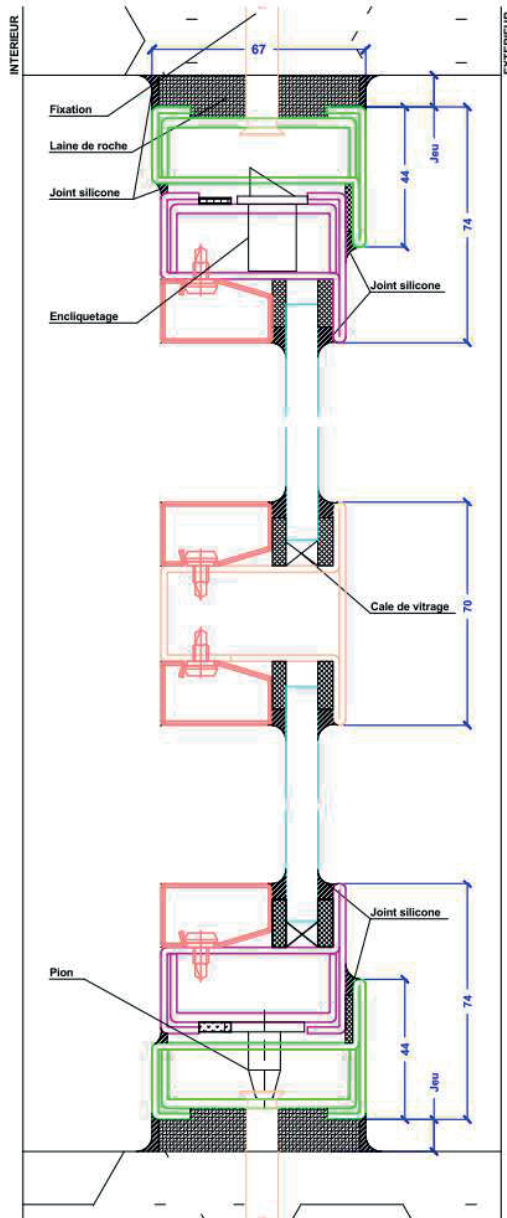 INTERIEUR
EXTERIEUR
67
Fixation
Laine de roche
Joint silicone
Encliquetage
Jeu
44
74
Joint silicone
Cale de vitrage
70
Joint silicone
Pion
44
74
Jeu